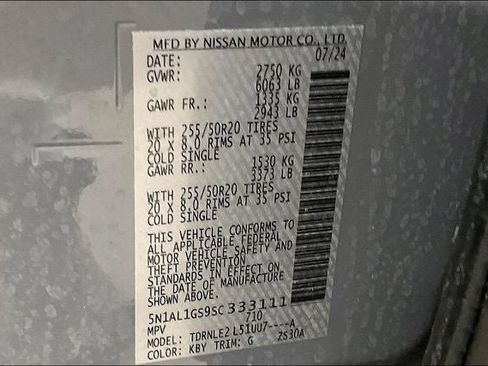 MFD BY NISSAN MOTOR CO., LTD.
DATE: 07/24
GVWR: 2750 KG
6063 LB
GAWR FR.: 1335 KG
2943 LB
WITH 255/50R20 TIRES
20 X 8.0 RIMS AT 35 PSI
COLD SINGLE
GAWR RR.: 1530 KG
3373 LB
WITH 255/50R20 TIRES
20 X 8.0 RIMS AT 35 PSI
COLD SINGLE
THIS VEHICLE CONFORMS TO
ALL APPLICABLE FEDERAL
MOTOR VEHICLE SAFETY AND
THEFT PREVENTION
STANDARDS IN EFFECT ON
THE DATE OF MANUFACTURE
SHOWN ABOVE.
5N1AL1GS9SC333111
MPV 710
MODEL: TDRNLE2 L51UU7----A
COLOR: KBY TRIM: G ZS30A